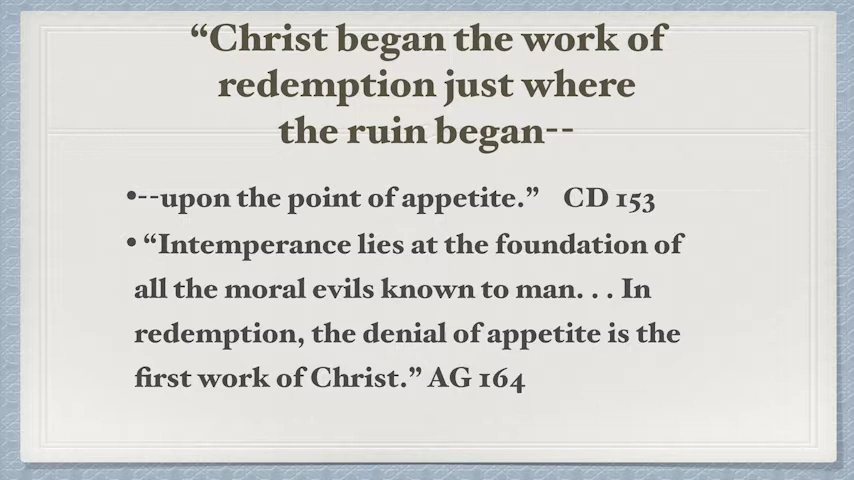 “Christ began the work of
redemption just where
the ruin began--
•--upon the point of appetite.” CD 153
• “Intemperance lies at the foundation of
all the moral evils known to man. . . In
redemption, the denial of appetite is the
first work of Christ.” AG 164